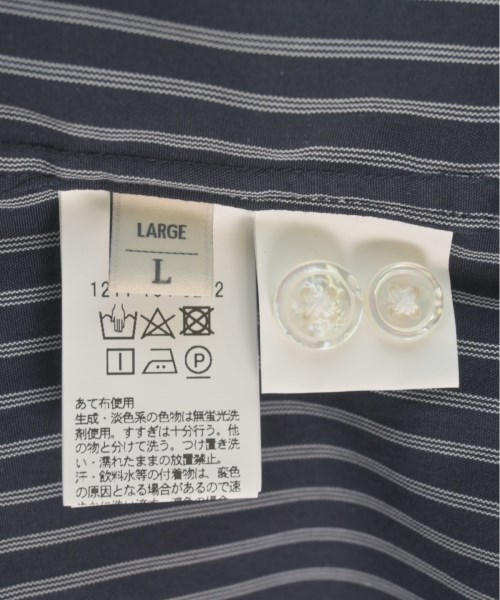 LARGE
L
あて布使用
生成・淡色系の色物は無蛍光洗
剤使用。すすぎは十分行う。他
の物と分けて洗う。つけ置き洗
い・濡れたままの放置禁止。
汗・飲料水等の付着物は、変色
の原因となる場合があるので速